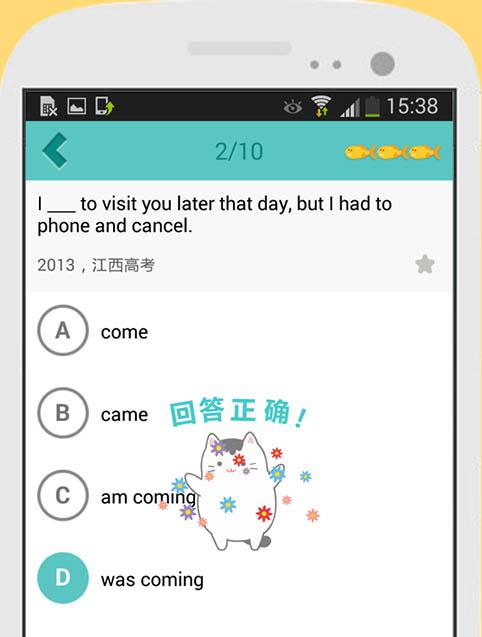 15:38
2/10
I ___ to visit you later that day, but I had to
phone and cancel.
2013，江西高考
A come
回答正确！
B came
C am coming
D was coming